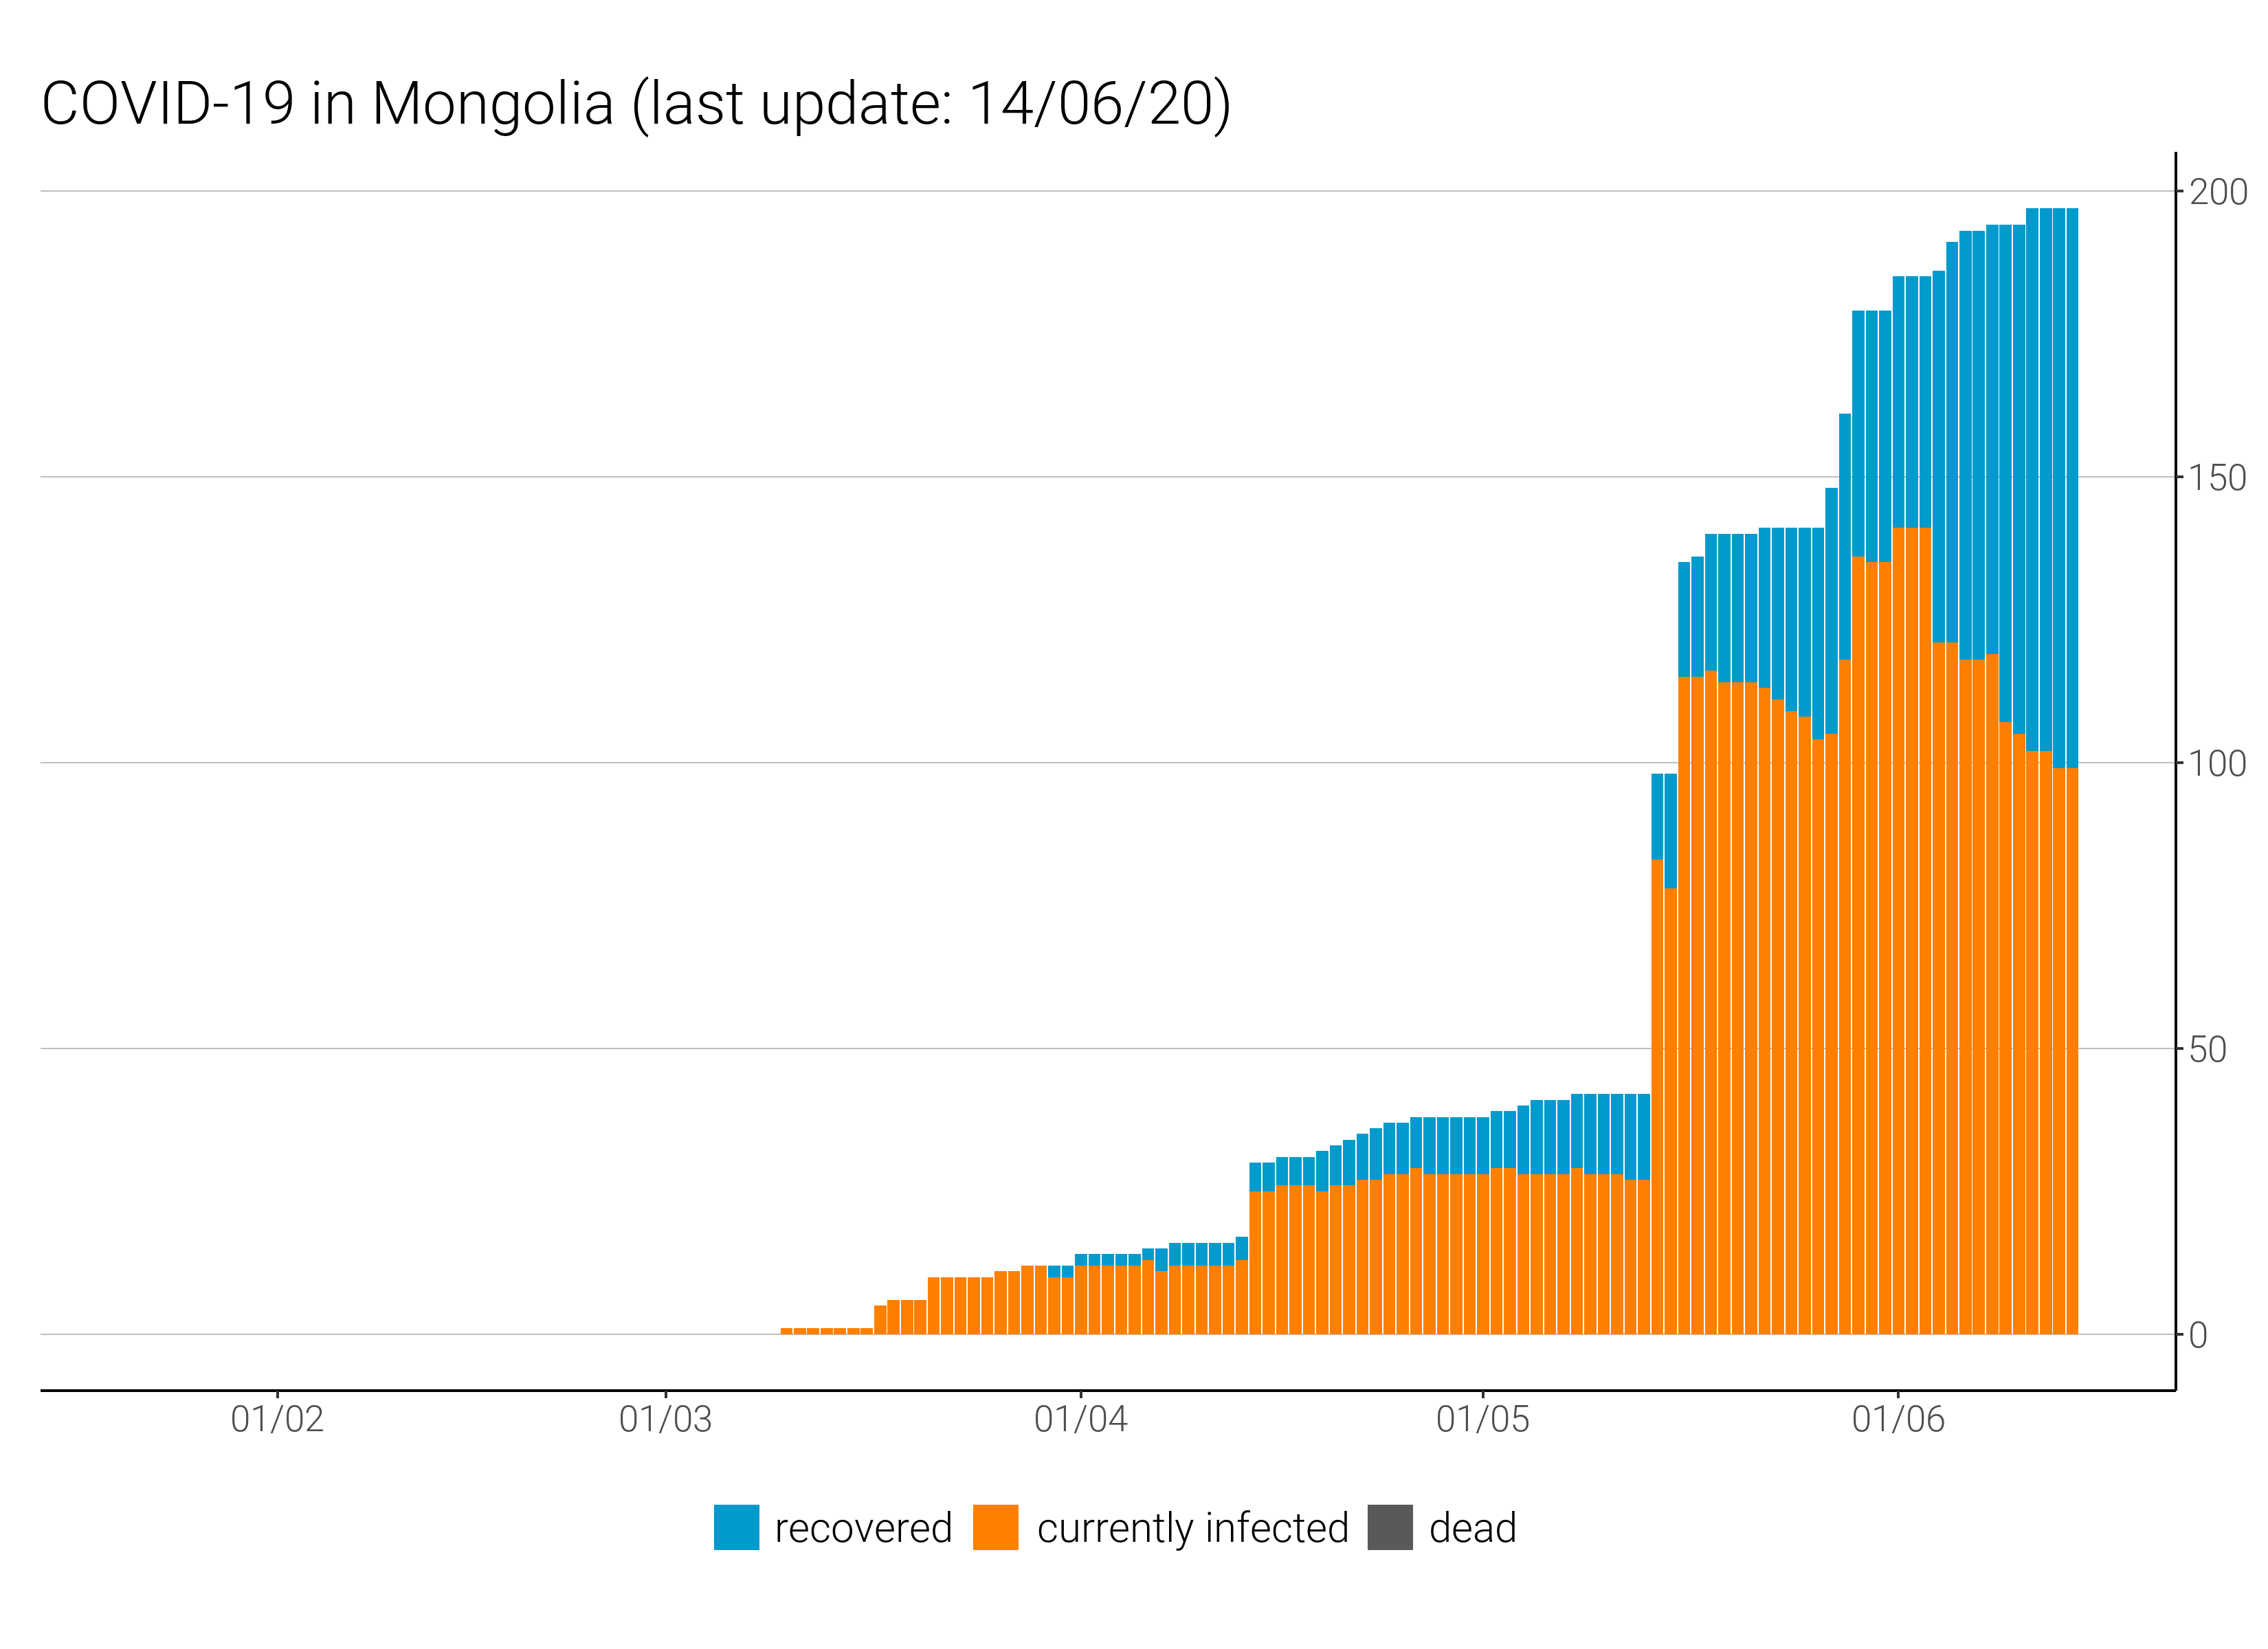 COVID-19 in Mongolia (last update: 14/06/20)
200
150
100
50
0
01/02 01/03 01/04 01/05 01/06
recovered currently infected dead